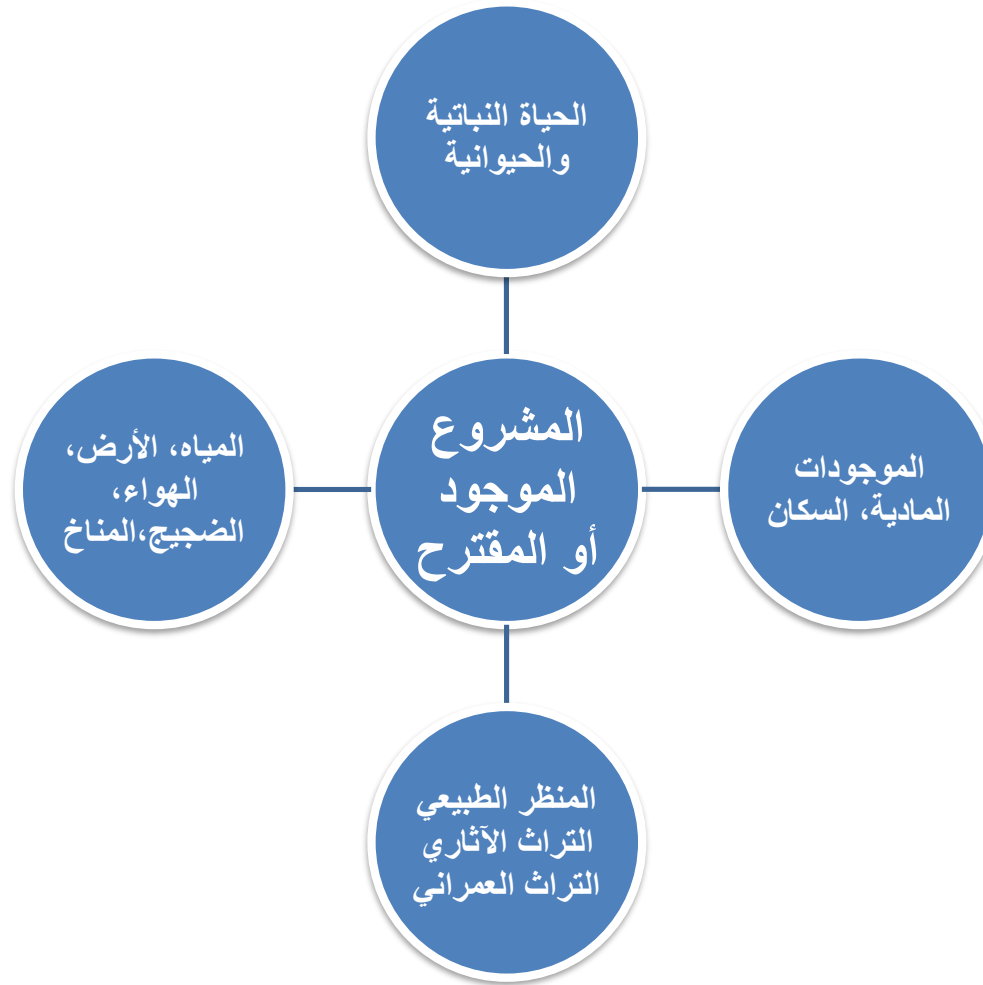 الحياة النباتية
والحيوانية
المشروع
الموجود
أو المقترح
الموجودات
المادية، السكان
المياه، الأرض،
الهواء،
الضجيج،المناخ
المنظر الطبيعي
التراث الآثاري
التراث العمراني